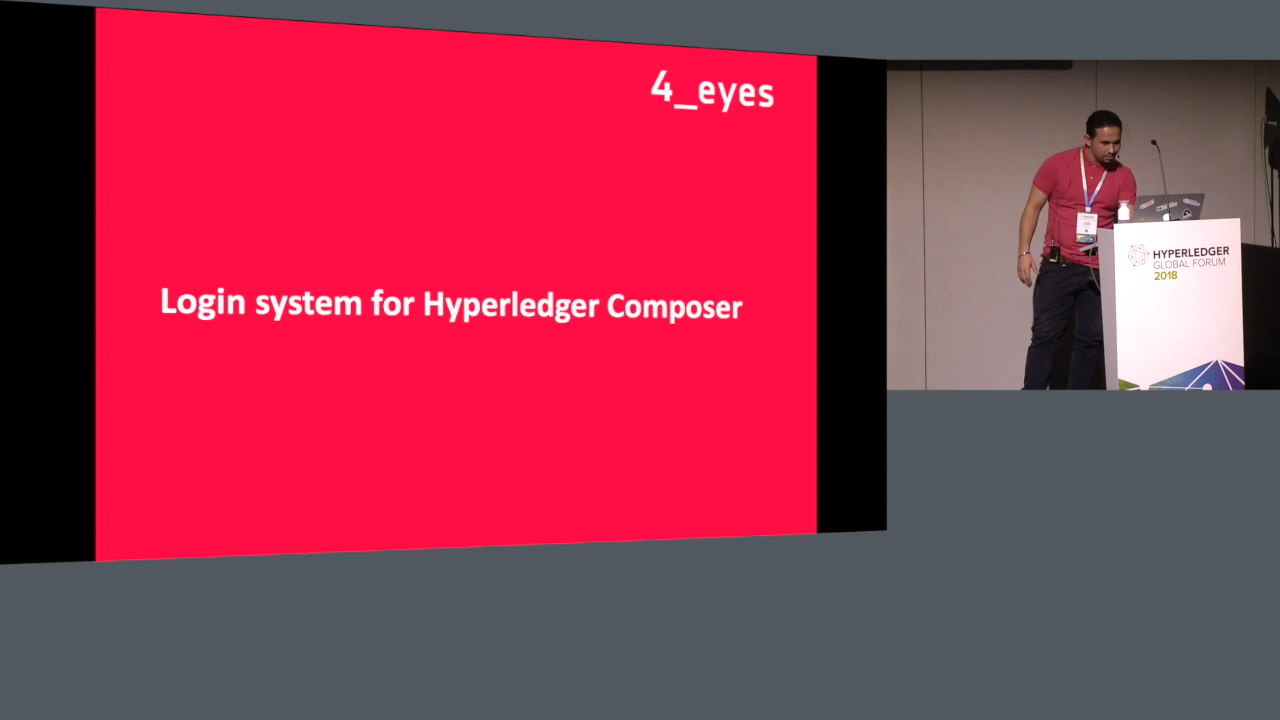 4_eyes
Login system for Hyperledger Composer
HYPERLEDGER
GLOBAL FORUM
2018